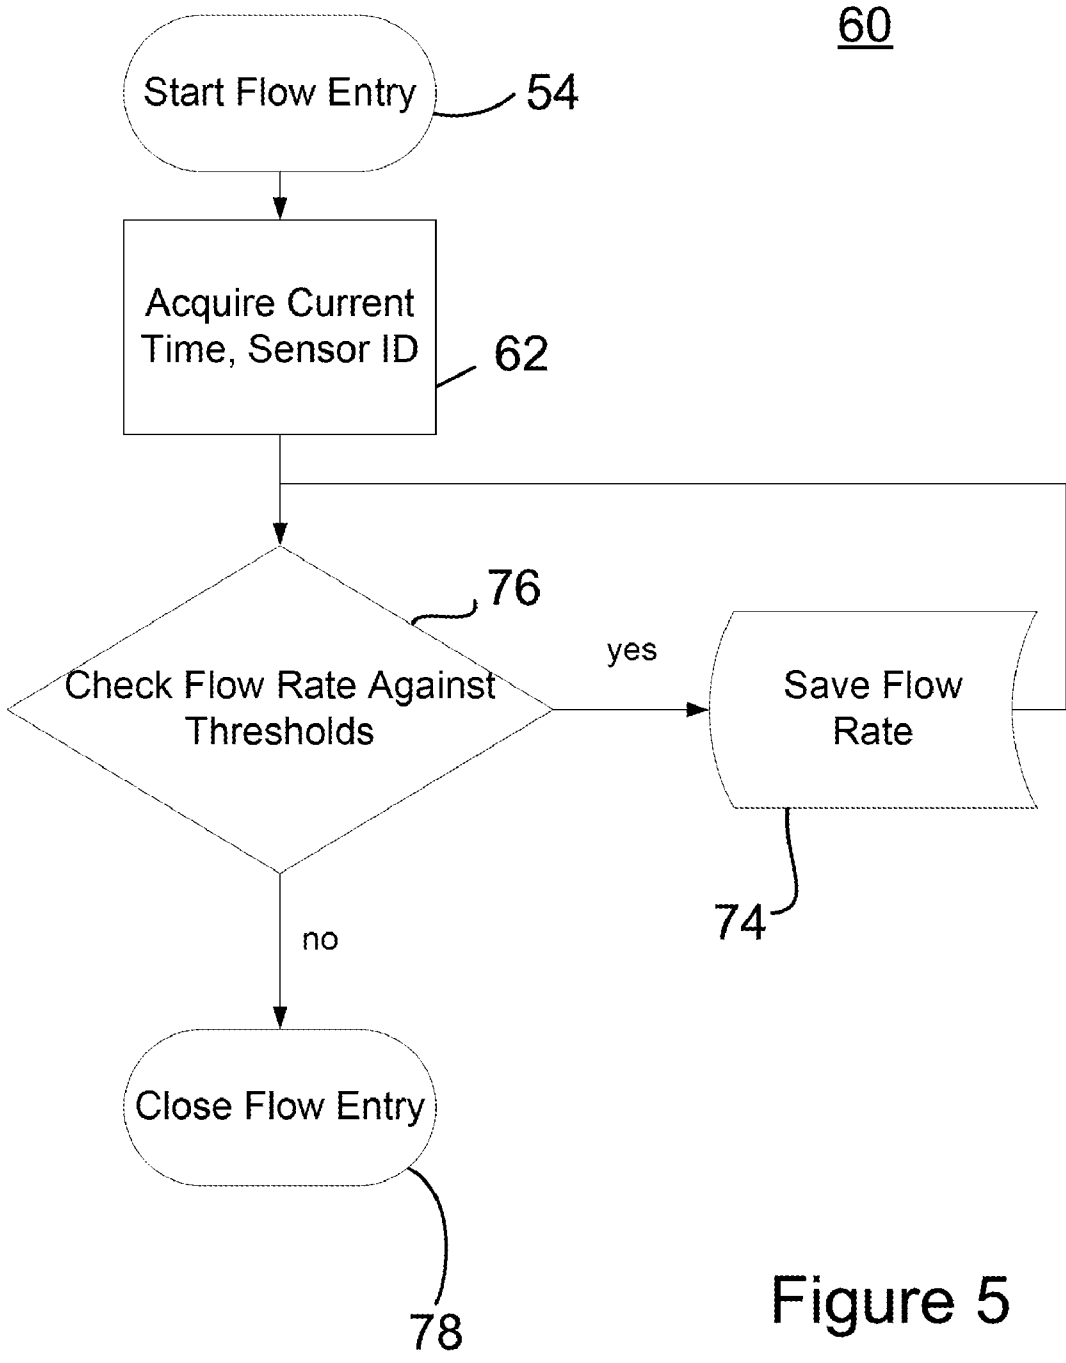 60
Start Flow Entry
54
Acquire Current
Time, Sensor ID
62
76
Check Flow Rate Against
Thresholds
yes
Save Flow
Rate
74
no
Close Flow Entry
78
Figure 5